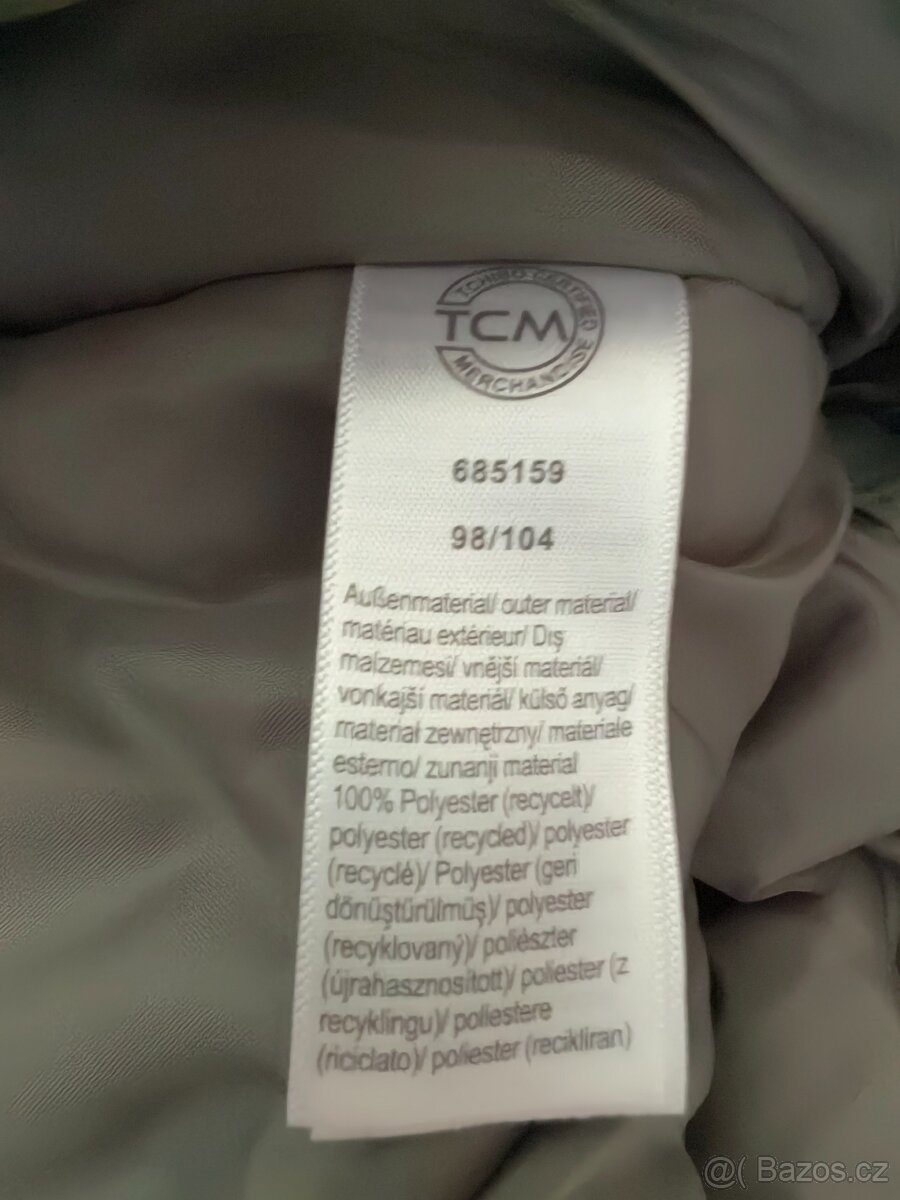 TCHIBO CERTIFIED
TCM
MERCHANDISE
685159
98/104
Außenmaterial/ outer material/
matériau extérieur/ Dış
malzemesi/ vnější materiál/
vonkajší materiál/ külső anyag/
materiał zewnętrzny/ materiale
esterno/ zunanji material
100% Polyester (recycelt)/
polyester (recycled)/ polyester
(recyclé)/ Polyester (geri
dönüştürülmüş)/ polyester
(recyklovaný)/ poliészter
(újrahasznosított)/ poliester (z
recyklingu)/ poliestere
(riciclato)/ poliester (recikliran)
@( Bazos.cz